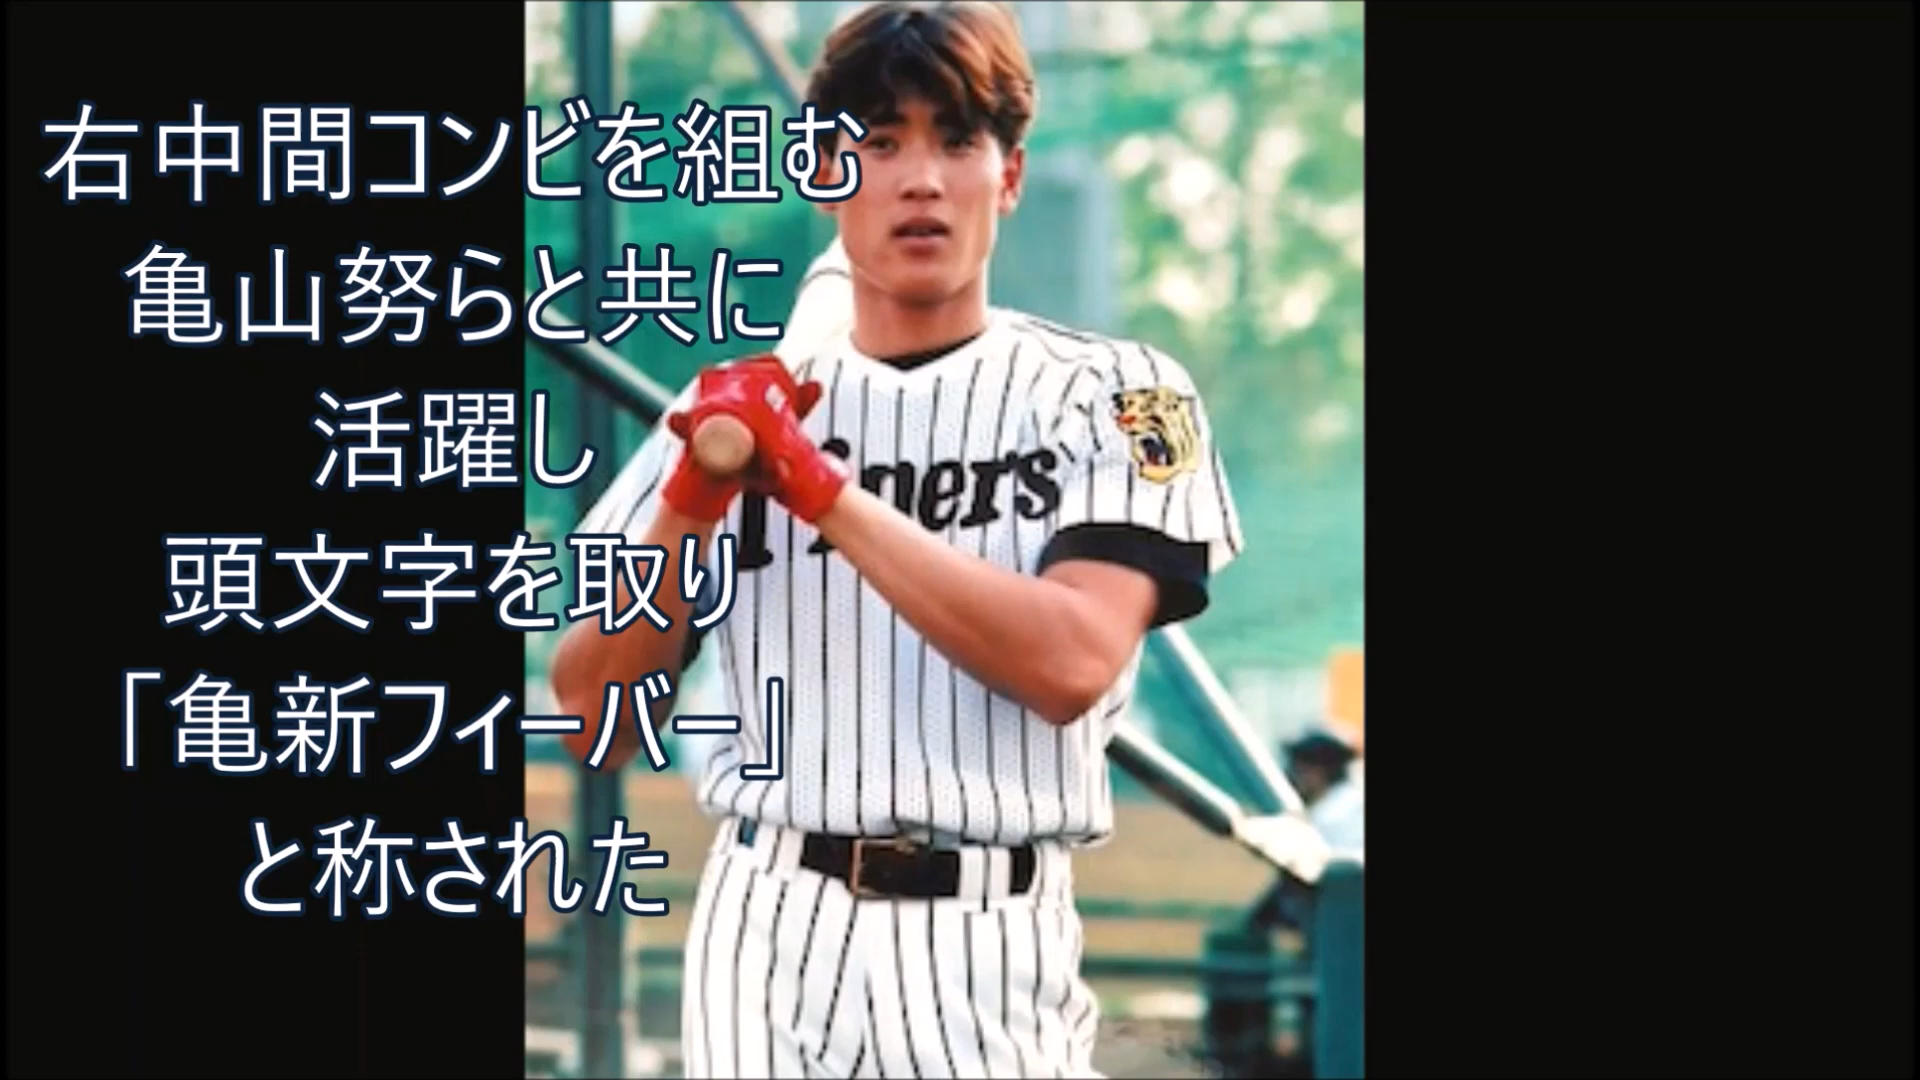 右中間コンビを組む
亀山努らと共に
活躍し
頭文字を取り
「亀新フィーバー」
と称された
Tigers